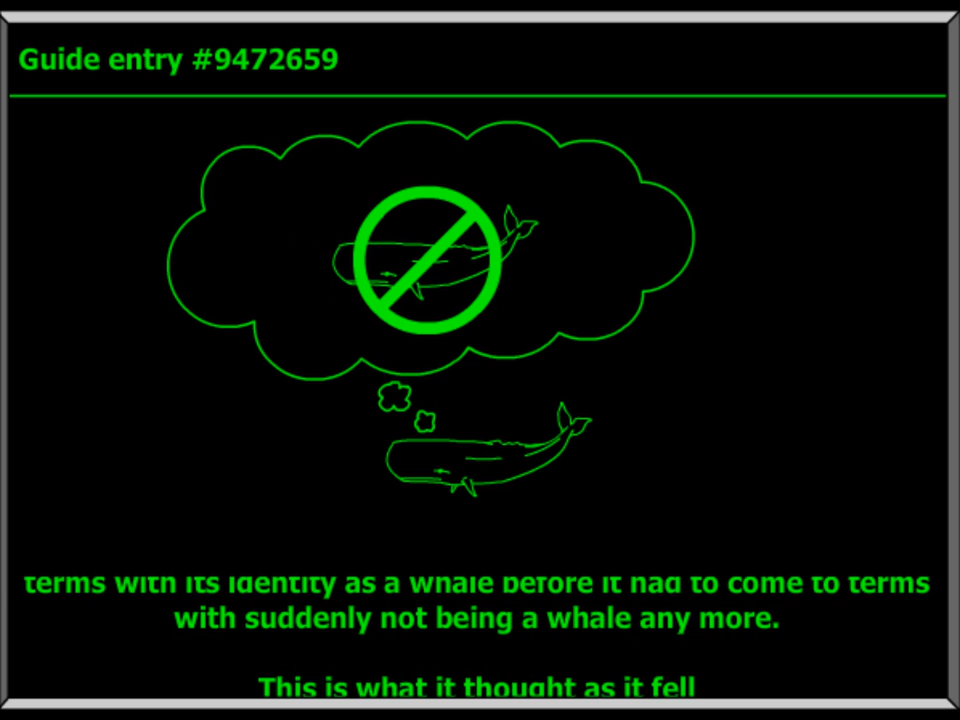 Guide entry #9472659
terms with its identity as a whale before it had to come to terms
with suddenly not being a whale any more.
This is what it thought as it fell